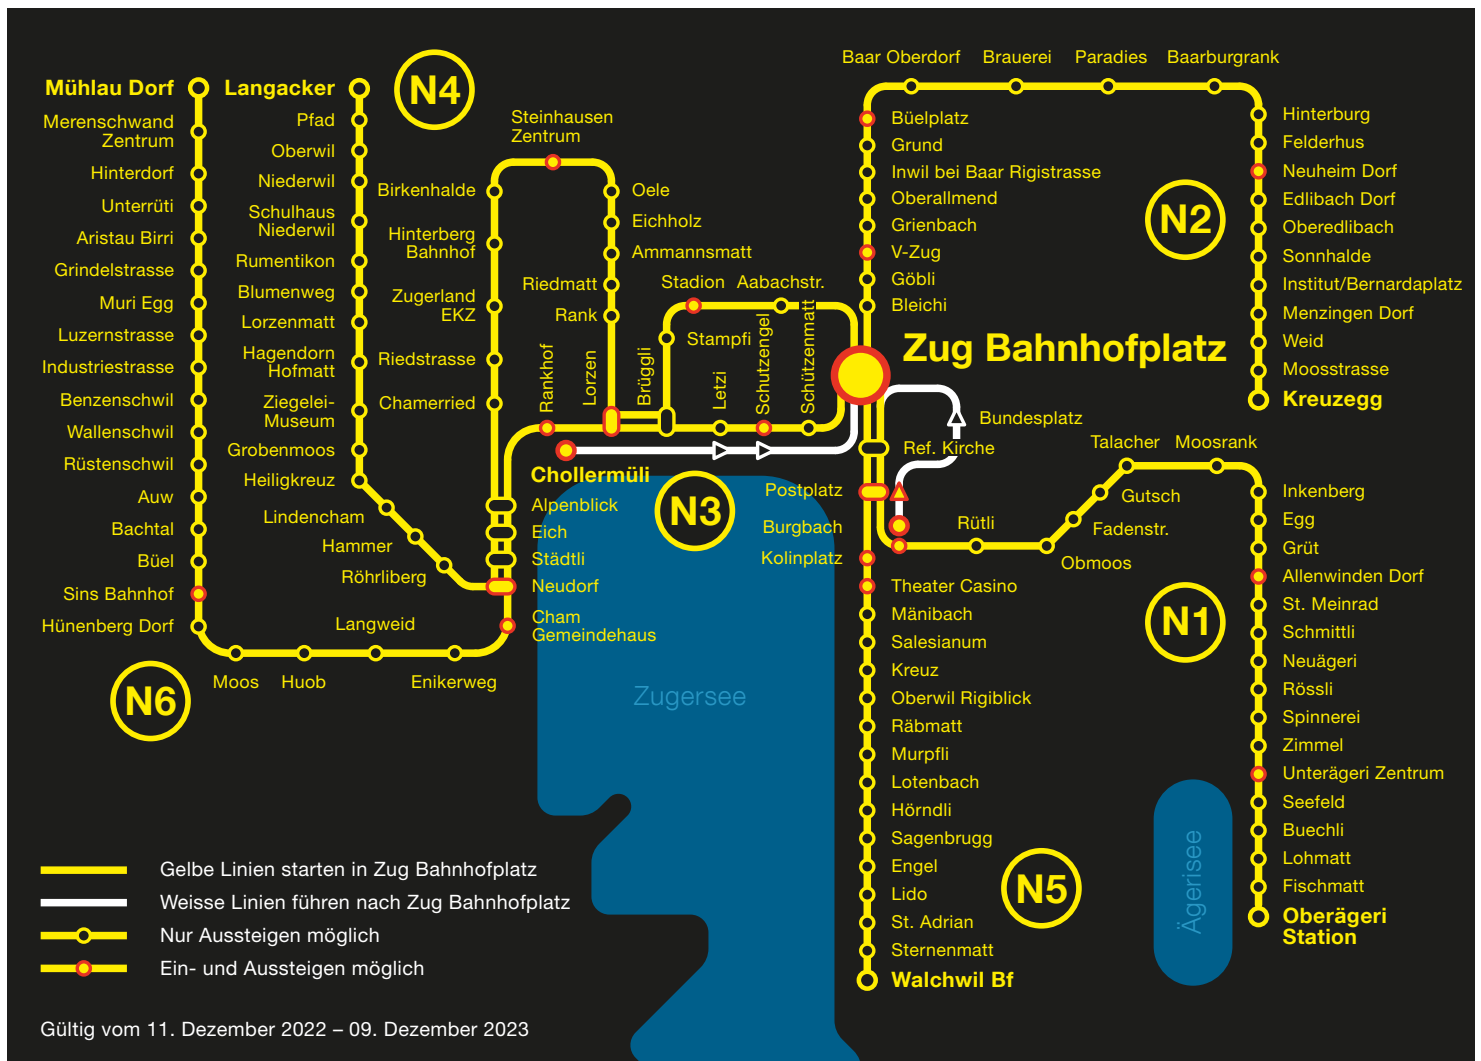 Mühlau Dorf
Merenschwand
Zentrum
Hinterdorf
Unterrüti
Aristau Birri
Grindelstrasse
Muri Egg
Luzernstrasse
Industriestrasse
Benzenschwil
Wallenschwil
Rüstenschwil
Auw
Bachtal
Büel
Sins Bahnhof
Hünenberg Dorf
N6
Moos
Huob
Langweid
Enikerweg
Langacker
Pfad
Oberwil
Niederwil
Schulhaus
Niederwil
Rumentikon
Blumenweg
Lorzenmatt
Hagendorn
Hofmatt
Ziegelei-
Museum
Grobenmoos
Heiligkreuz
Lindencham
Hammer
Röhrliberg
N4
Steinhausen
Zentrum
Birkenhalde
Hinterberg
Bahnhof
Zugerland
EKZ
Riedstrasse
Chamerried
Oele
Eichholz
Ammannsmatt
Riedmatt
Rank
Stadion
Aabachstr.
Stampfi
Rankhof
Lorzen
Brüggli
Letzi
Schutzengel
Schützenmatt
Chollermüli
N3
Alpenblick
Eich
Städtli
Neudorf
Cham
Gemeindehaus
Zugersee
Baar Oberdorf
Brauerei
Paradies
Baarburgrank
Büelplatz
Grund
Inwil bei Baar Rigistrasse
Oberallmend
Grienbach
V-Zug
Göbli
Bleichi
Zug Bahnhofplatz
N2
Hinterburg
Felderhus
Neuheim Dorf
Edlibach Dorf
Oberedlibach
Sonnhalde
Institut/Bernardaplatz
Menzingen Dorf
Weid
Moosstrasse
Kreuzegg
Bundesplatz
Ref. Kirche
Postplatz
Burgbach
Kolinplatz
Rütli
Obmoos
Fadenstr.
Gutsch
Talacher
Moosrank
N1
Inkenberg
Egg
Grüt
Allenwinden Dorf
St. Meinrad
Schmittli
Neuägeri
Rössli
Spinnerei
Zimmel
Unterägeri Zentrum
Seefeld
Buechli
Lohmatt
Fischmatt
Oberägeri
Station
Ägerisee
Theater Casino
Mänibach
Salesianum
Kreuz
Oberwil Rigiblick
Räbmatt
Murpfli
Lotenbach
Hörndli
Sagenbrugg
Engel
Lido
St. Adrian
Sternenmatt
Walchwil Bf
N5
Gelbe Linien starten in Zug Bahnhofplatz
Weisse Linien führen nach Zug Bahnhofplatz
Nur Aussteigen möglich
Ein- und Aussteigen möglich
Gültig vom 11. Dezember 2022 – 09. Dezember 2023